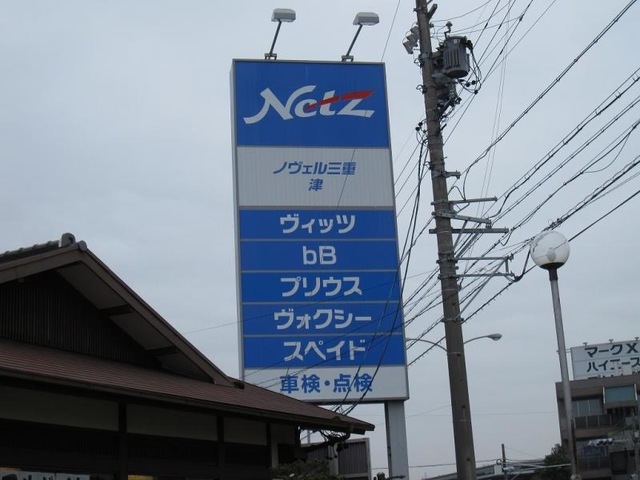 Netz
ノヴェル三重
津
ヴィッツ
bB
プリウス
ヴォクシー
スペイド
車検・点検
マークX
ハイエース